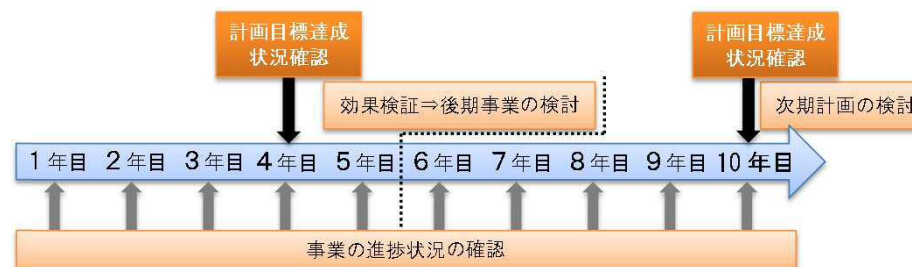 計画目標達成
状況確認
計画目標達成
状況確認
効果検証⇒後期事業の検討
次期計画の検討
1年目 2年目 3年目 4年目 5年目 6年目 7年目 8年目 9年目 10年目
事業の進捗状況の確認